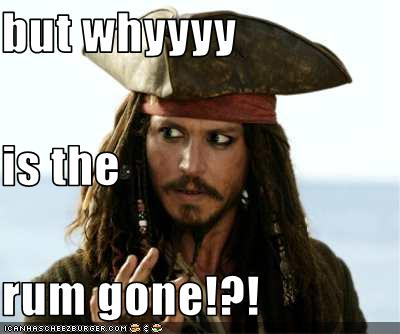 but whyyyy
is the
rum gone!?!
ICANHASCHEEZBURGER.COM